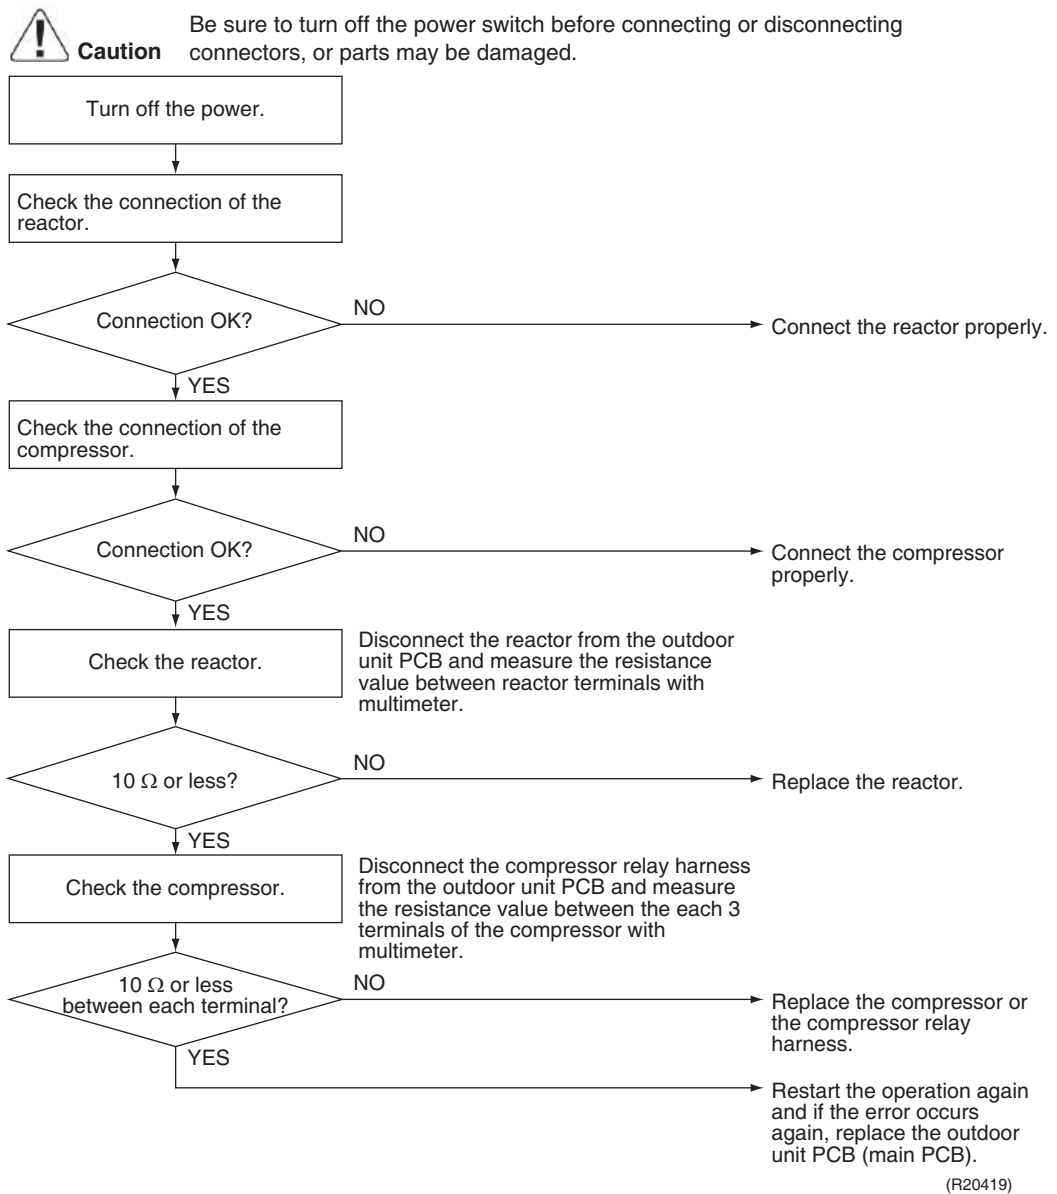 Be sure to turn off the power switch before connecting or disconnecting
Caution connectors, or parts may be damaged.
Turn off the power.
Check the connection of the
reactor.
Connection OK?
NO
Connect the reactor properly.
YES
Check the connection of the
compressor.
Connection OK?
NO
Connect the compressor
properly.
YES
Check the reactor.
Disconnect the reactor from the outdoor
unit PCB and measure the resistance
value between reactor terminals with
multimeter.
10 Ω or less?
NO
Replace the reactor.
YES
Check the compressor.
Disconnect the compressor relay harness
from the outdoor unit PCB and measure
the resistance value between the each 3
terminals of the compressor with
multimeter.
10 Ω or less
between each terminal?
NO
Replace the compressor or
the compressor relay
harness.
YES
Restart the operation again
and if the error occurs
again, replace the outdoor
unit PCB (main PCB).
(R20419)